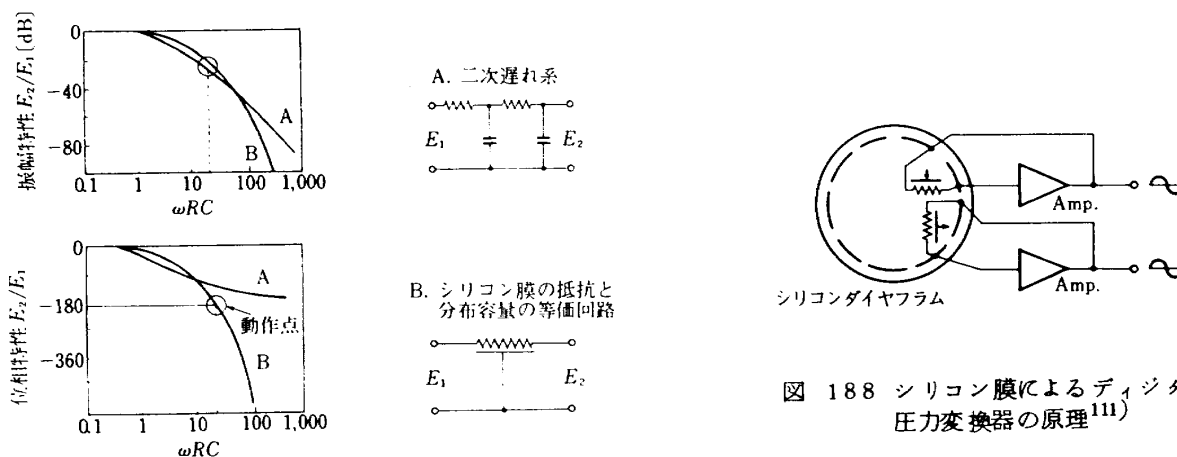 振幅特性 E₂/E₁ [dB]
0
−40
−80
A
B
0.1 1 10 100 1,000
ωRC
位相特性 E₂/E₁
0
−180
−360
A
動作点
B
0.1 1 10 100 1,000
ωRC
A. 二次遅れ系
E₁ E₂
B. シリコン膜の抵抗と
分布容量の等価回路
E₁ E₂
Amp.
Amp.
シリコンダイヤフラム
図 188 シリコン膜によるディジタ
圧力変換器の原理¹¹¹⁾